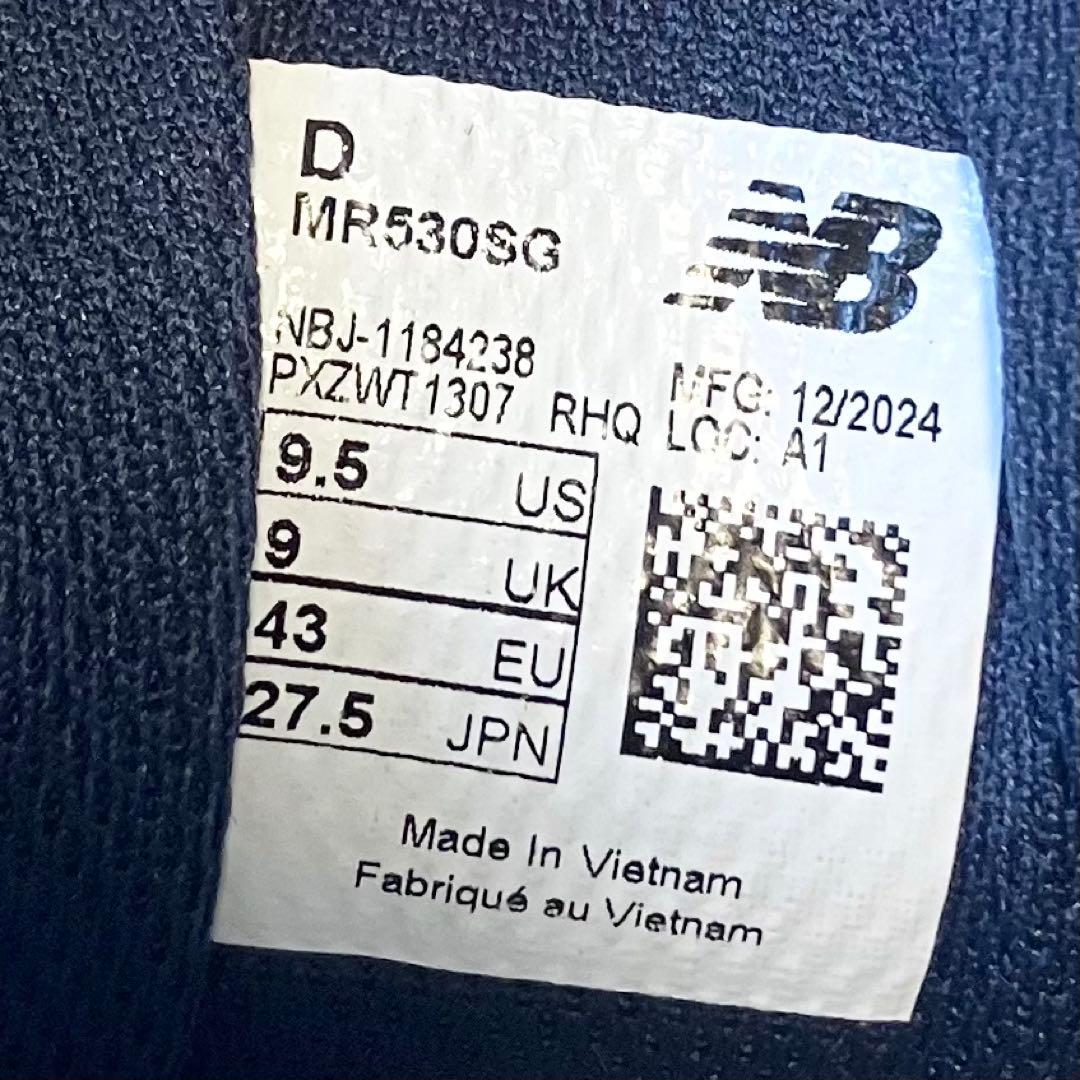 D
MR530SG
NB
NBJ-1184238
PXZWT1307 RHQ
MFG: 12/2024
LOC: A1
9.5 US
9 UK
43 EU
27.5 JPN
Made In Vietnam
Fabriqué au Vietnam